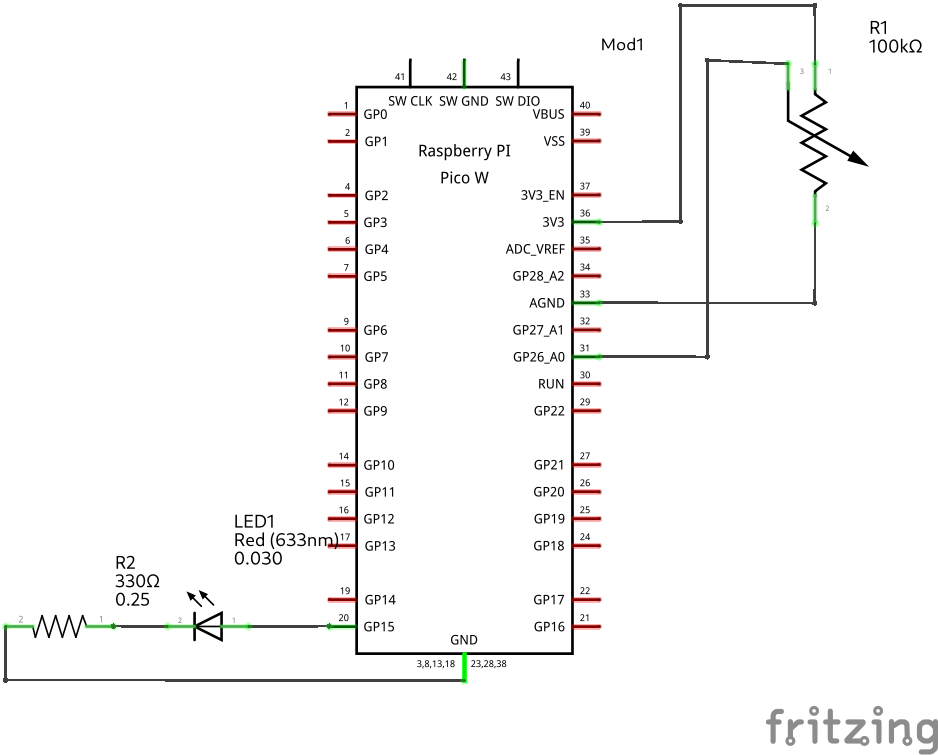 R1
100kΩ
Mod1
41
42
43
SW CLK
SW GND
SW DIO
3
1
2
Raspberry PI
Pico W
1
GP0
2
GP1
4
GP2
5
GP3
6
GP4
7
GP5
9
GP6
10
GP7
11
GP8
12
GP9
14
GP10
15
GP11
16
GP12
17
GP13
19
GP14
20
GP15
VBUS
40
VSS
39
3V3_EN
37
3V3
36
ADC_VREF
35
GP28_A2
34
AGND
33
GP27_A1
32
GP26_A0
31
RUN
30
GP22
29
GP21
27
GP20
26
GP19
25
GP18
24
GP17
22
GP16
21
GND
3,8,13,18
23,28,38
LED1
Red (633nm)
0.030
R2
330Ω
0.25
2
1
2
1
fritzing